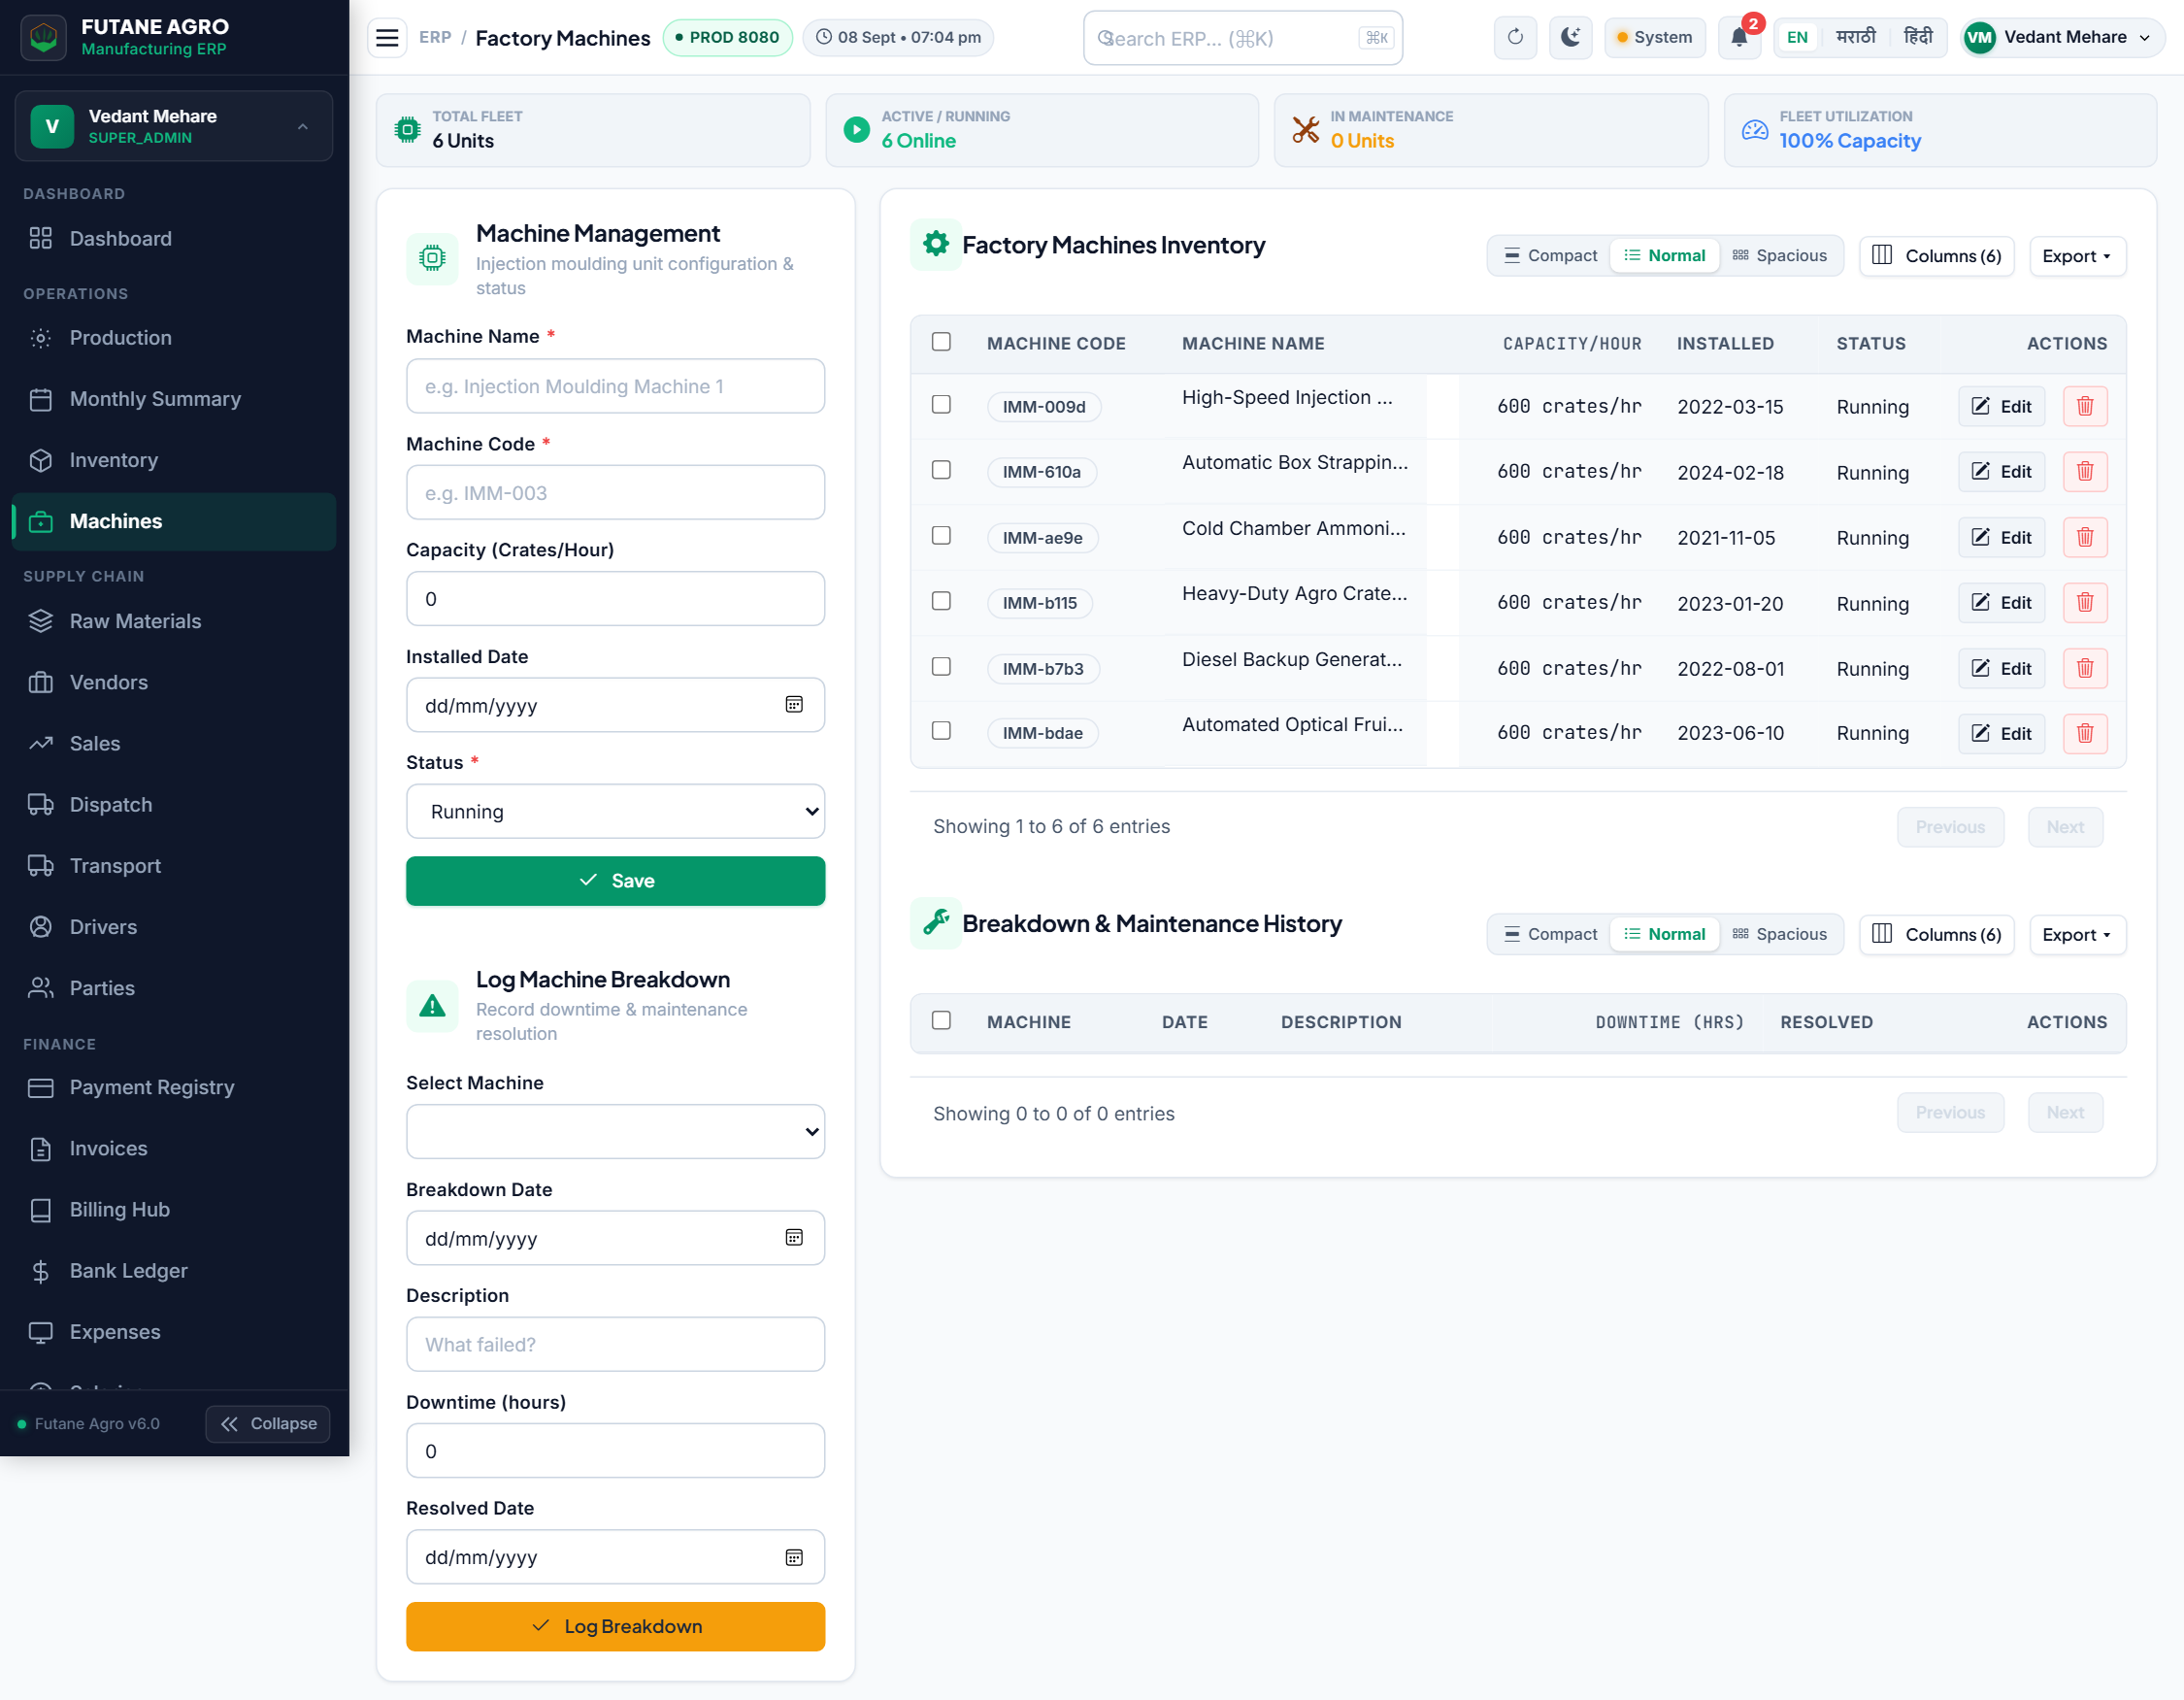 FUTANE AGRO
Manufacturing ERP
V
Vedant Mehare
SUPER_ADMIN
DASHBOARD
Dashboard
OPERATIONS
Production
Monthly Summary
Inventory
Machines
SUPPLY CHAIN
Raw Materials
Vendors
Sales
Dispatch
Transport
Drivers
Parties
FINANCE
Payment Registry
Invoices
Billing Hub
Bank Ledger
Expenses
Futane Agro v6.0
Collapse
ERP / Factory Machines
PROD 8080
08 Sept • 07:04 pm
Search ERP... (⌘K)
⌘K
System
2
EN
मराठी
हिंदी
VM
Vedant Mehare
TOTAL FLEET
6 Units
ACTIVE / RUNNING
6 Online
IN MAINTENANCE
0 Units
FLEET UTILIZATION
100% Capacity
Machine Management
Injection moulding unit configuration &
status
Machine Name *
e.g. Injection Moulding Machine 1
Machine Code *
e.g. IMM-003
Capacity (Crates/Hour)
0
Installed Date
dd/mm/yyyy
Status *
Running
Save
Log Machine Breakdown
Record downtime & maintenance
resolution
Select Machine
Breakdown Date
dd/mm/yyyy
Description
What failed?
Downtime (hours)
0
Resolved Date
dd/mm/yyyy
Log Breakdown
Factory Machines Inventory
Compact Normal Spacious
Columns (6)
Export
MACHINE CODE MACHINE NAME CAPACITY/HOUR INSTALLED STATUS ACTIONS
IMM-009d High-Speed Injection ... 600 crates/hr 2022-03-15 Running Edit
IMM-610a Automatic Box Strappin... 600 crates/hr 2024-02-18 Running Edit
IMM-ae9e Cold Chamber Ammoni... 600 crates/hr 2021-11-05 Running Edit
IMM-b115 Heavy-Duty Agro Crate... 600 crates/hr 2023-01-20 Running Edit
IMM-b7b3 Diesel Backup Generat... 600 crates/hr 2022-08-01 Running Edit
IMM-bdae Automated Optical Frui... 600 crates/hr 2023-06-10 Running Edit
Showing 1 to 6 of 6 entries
Previous
Next
Breakdown & Maintenance History
Compact Normal Spacious
Columns (6)
Export
MACHINE DATE DESCRIPTION DOWNTIME (HRS) RESOLVED ACTIONS
Showing 0 to 0 of 0 entries
Previous
Next